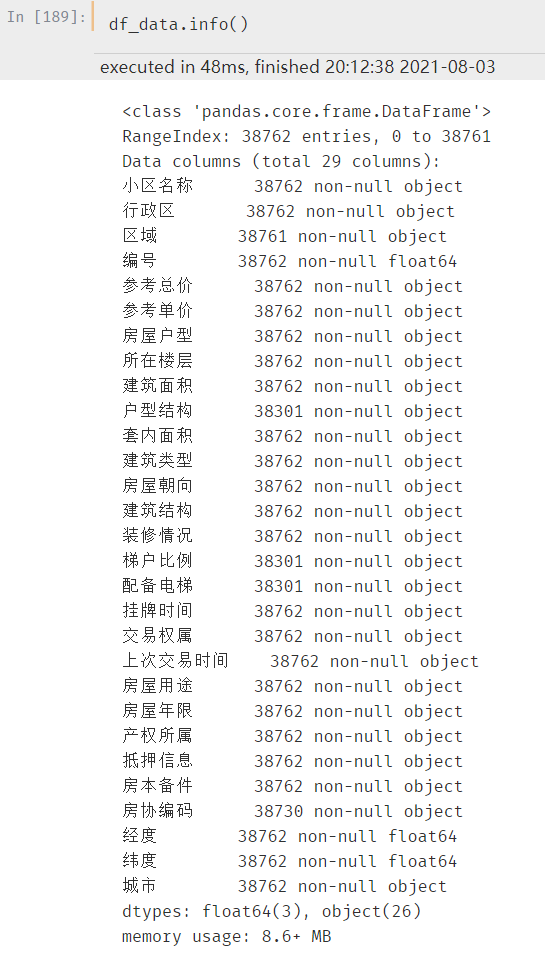 In [189]:
df_data.info()
executed in 48ms, finished 20:12:38 2021-08-03
<class 'pandas.core.frame.DataFrame'>
RangeIndex: 38762 entries, 0 to 38761
Data columns (total 29 columns):
小区名称 38762 non-null object
行政区 38762 non-null object
区域 38761 non-null object
编号 38762 non-null float64
参考总价 38762 non-null object
参考单价 38762 non-null object
房屋户型 38762 non-null object
所在楼层 38762 non-null object
建筑面积 38762 non-null object
户型结构 38301 non-null object
套内面积 38762 non-null object
建筑类型 38762 non-null object
房屋朝向 38762 non-null object
建筑结构 38762 non-null object
装修情况 38762 non-null object
梯户比例 38301 non-null object
配备电梯 38301 non-null object
挂牌时间 38762 non-null object
交易权属 38762 non-null object
上次交易时间 38762 non-null object
房屋用途 38762 non-null object
房屋年限 38762 non-null object
产权所属 38762 non-null object
抵押信息 38762 non-null object
房本备件 38762 non-null object
房协编码 38730 non-null object
经度 38762 non-null float64
纬度 38762 non-null float64
城市 38762 non-null object
dtypes: float64(3), object(26)
memory usage: 8.6+ MB